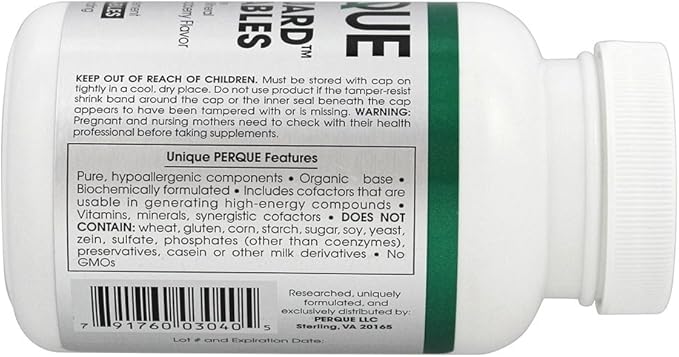 QUE
ARD™
BLES
berry Flavor
KEEP OUT OF REACH OF CHILDREN. Must be stored with cap on
tightly in a cool, dry place. Do not use product if the tamper-resist
shrink band around the cap or the inner seal beneath the cap
appears to have been tampered with or is missing. WARNING:
Pregnant and nursing mothers need to check with their health
professional before taking supplements.
Unique PERQUE Features
Pure, hypoallergenic components • Organic base •
Biochemically formulated • Includes cofactors that are
usable in generating high-energy compounds •
Vitamins, minerals, synergistic cofactors • DOES NOT
CONTAIN: wheat, gluten, corn, starch, sugar, soy, yeast,
zein, sulfate, phosphates (other than coenzymes),
preservatives, casein or other milk derivatives • No
GMOs
7 91760 03040 5
Researched, uniquely
formulated, and
exclusively distributed by:
PERQUE LLC
Sterling, VA 20165
Lot # and Expiration Date: